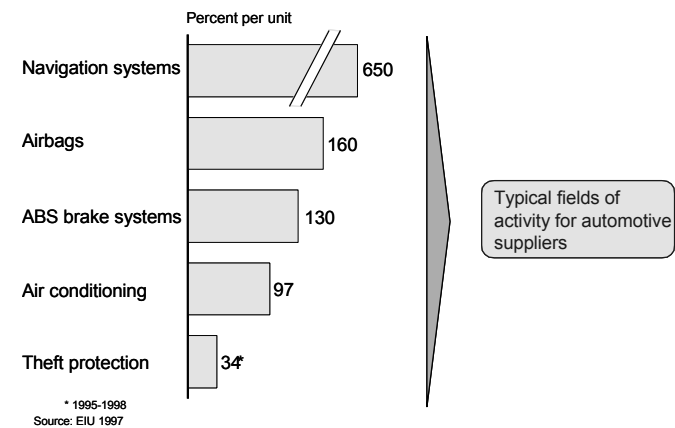 Percent per unit
Navigation systems 650
Airbags 160
ABS brake systems 130
Air conditioning 97
Theft protection 34*
Typical fields of
activity for automotive
suppliers
* 1995-1998
Source: EIU 1997